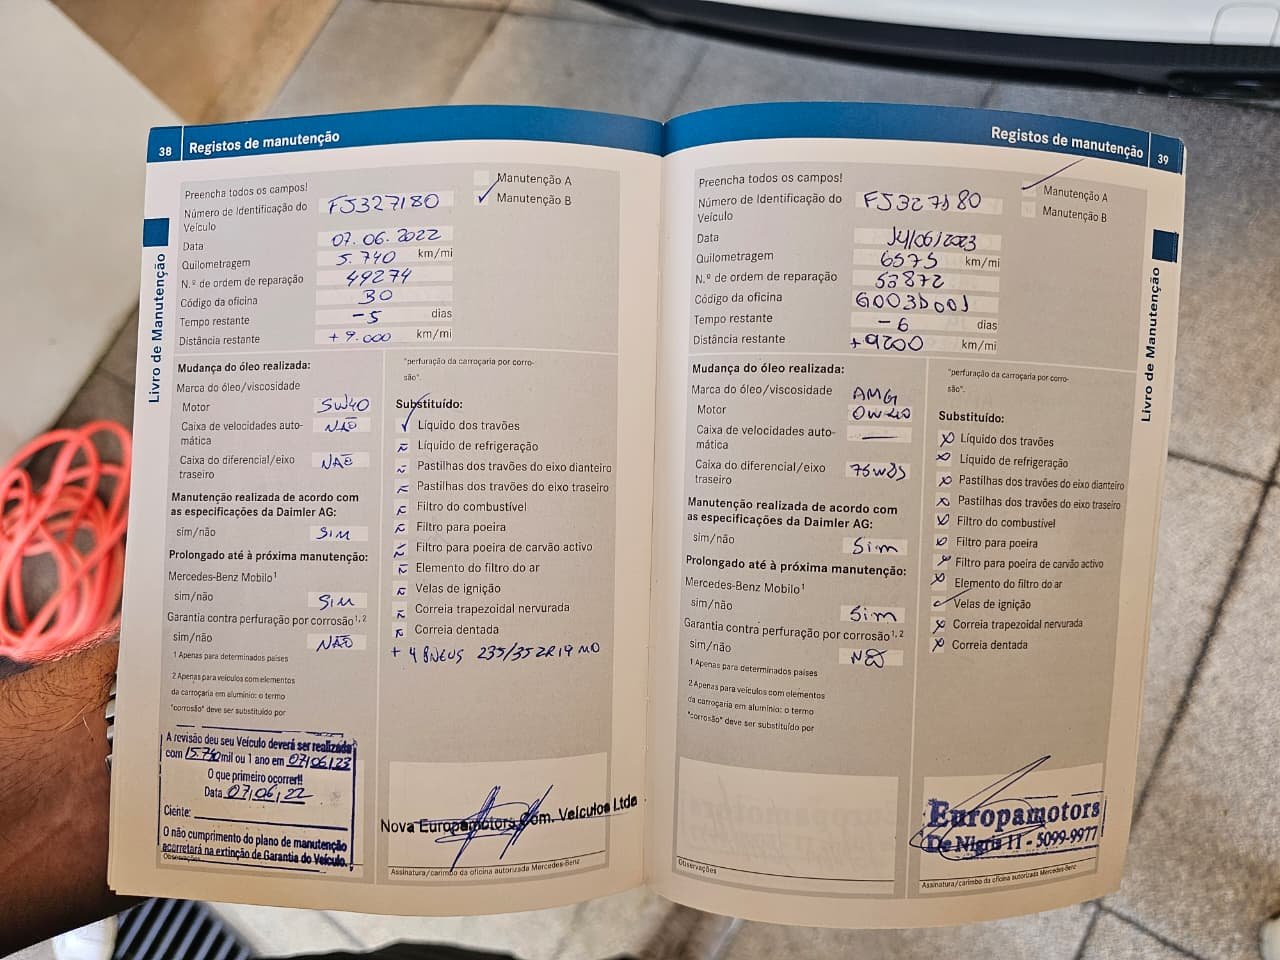 38 Registos de manutenção
Preencha todos os campos!
Manutenção A
Manutenção B
Número de Identificação do Veículo FJ327180
Data 07.06.2022
Quilometragem 5.740 km/mi
N.º de ordem de reparação 49274
Código da oficina 30
Tempo restante -5 dias
Distância restante +9.000 km/mi
Livro de Manutenção
Mudança do óleo realizada:
Marca do óleo/viscosidade
Motor 5W40
Caixa de velocidades auto-
mática NÃO
Caixa do diferencial/eixo
traseiro NÃO
Manutenção realizada de acordo com
as especificações da Daimler AG:
sim/não SIM
Prolongado até à próxima manutenção:
Mercedes-Benz Mobilo¹
sim/não SIM
Garantia contra perfuração por corrosão¹,²
sim/não NÃO
1 Apenas para determinados países
2 Apenas para veículos com elementos
da carroçaria em alumínio: o termo
"corrosão" deve ser substituído por
"perfuração da carroçaria por corro-
são".
Substituído:
Líquido dos travões
Líquido de refrigeração
Pastilhas dos travões do eixo dianteiro
Pastilhas dos travões do eixo traseiro
Filtro do combustível
Filtro para poeira
Filtro para poeira de carvão activo
Elemento do filtro do ar
Velas de ignição
Correia trapezoidal nervurada
Correia dentada
+ 4 PNEUS 235/35ZR19 MO
A revisão deu seu Veículo deverá ser realizada
com 15.740 mil ou 1 ano em 07/06/23
O que primeiro ocorrer!!
Data 07/06/22
Ciente:
O não cumprimento do plano de manutenção
acorretará na extinção de Garantia do Veículo.
Observações
Nova Europamotors Com. Veículos Ltda
Assinatura/carimbo da oficina autorizada Mercedes-Benz
Registos de manutenção 39
Preencha todos os campos!
Manutenção A
Manutenção B
Número de Identificação do
Veículo FJ327180
Data 14/06/2023
Quilometragem 6575 km/mi
N.º de ordem de reparação 53872
Código da oficina G003D001
Tempo restante -6 dias
Distância restante +9200 km/mi
Livro de Manutenção
Mudança do óleo realizada:
Marca do óleo/viscosidade AMG
Motor 0W40
Caixa de velocidades auto-
mática —
Caixa do diferencial/eixo
traseiro 75W85
Manutenção realizada de acordo com
as especificações da Daimler AG:
sim/não Sim
Prolongado até à próxima manutenção:
Mercedes-Benz Mobilo¹
sim/não Sim
Garantia contra perfuração por corrosão¹,²
sim/não NÃO
1 Apenas para determinados países
2 Apenas para veículos com elementos
da carroçaria em alumínio: o termo
"corrosão" deve ser substituído por
"perfuração da carroçaria por corro-
são".
Substituído:
Líquido dos travões
Líquido de refrigeração
Pastilhas dos travões do eixo dianteiro
Pastilhas dos travões do eixo traseiro
Filtro do combustível
Filtro para poeira
Filtro para poeira de carvão activo
Elemento do filtro do ar
Velas de ignição
Correia trapezoidal nervurada
Correia dentada
Observações
Europamotors
De Nigris 11 - 5099-9977
Assinatura/carimbo da oficina autorizada Mercedes-Benz